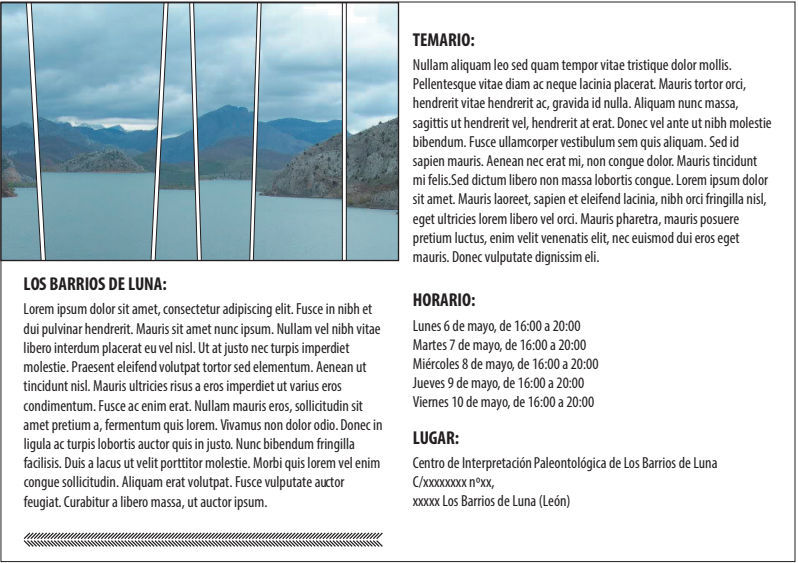 LOS BARRIOS DE LUNA:
Lorem ipsum dolor sit amet, consectetur adipiscing elit. Fusce in nibh et
dui pulvinar hendrerit. Mauris sit amet nunc ipsum. Nullam vel nibh vitae
libero interdum placerat eu vel nisl. Ut at justo nec turpis imperdiet
molestie. Praesent eleifend volutpat tortor sed elementum. Aenean ut
tincidunt nisl. Mauris ultricies risus a eros imperdiet ut varius eros
condimentum. Fusce ac enim erat. Nullam mauris eros, sollicitudin sit
amet pretium a, fermentum quis lorem. Vivamus non dolor odio. Donec in
ligula ac turpis lobortis auctor quis in justo. Nunc bibendum fringilla
facilisis. Duis a lacus ut velit porttitor molestie. Morbi quis lorem vel enim
congue sollicitudin. Aliquam erat volutpat. Fusce vulputate auctor
feugiat. Curabitur a libero massa, ut auctor ipsum.
TEMARIO:
Nullam aliquam leo sed quam tempor vitae tristique dolor mollis.
Pellentesque vitae diam ac neque lacinia placerat. Mauris tortor orci,
hendrerit vitae hendrerit ac, gravida id nulla. Aliquam nunc massa,
sagittis ut hendrerit vel, hendrerit at erat. Donec vel ante ut nibh molestie
bibendum. Fusce ullamcorper vestibulum sem quis aliquam. Sed id
sapien mauris. Aenean nec erat mi, non congue dolor. Mauris tincidunt
mi felis.Sed dictum libero non massa lobortis congue. Lorem ipsum dolor
sit amet. Mauris laoreet, sapien et eleifend lacinia, nibh orci fringilla nisl,
eget ultricies lorem libero vel orci. Mauris pharetra, mauris posuere
pretium luctus, enim velit venenatis elit, nec euismod dui eros eget
mauris. Donec vulputate dignissim eli.
HORARIO:
Lunes 6 de mayo, de 16:00 a 20:00
Martes 7 de mayo, de 16:00 a 20:00
Miércoles 8 de mayo, de 16:00 a 20:00
Jueves 9 de mayo, de 16:00 a 20:00
Viernes 10 de mayo, de 16:00 a 20:00
LUGAR:
Centro de Interpretación Paleontológica de Los Barrios de Luna
C/xxxxxxxx nºxx,
xxxxx Los Barrios de Luna (León)